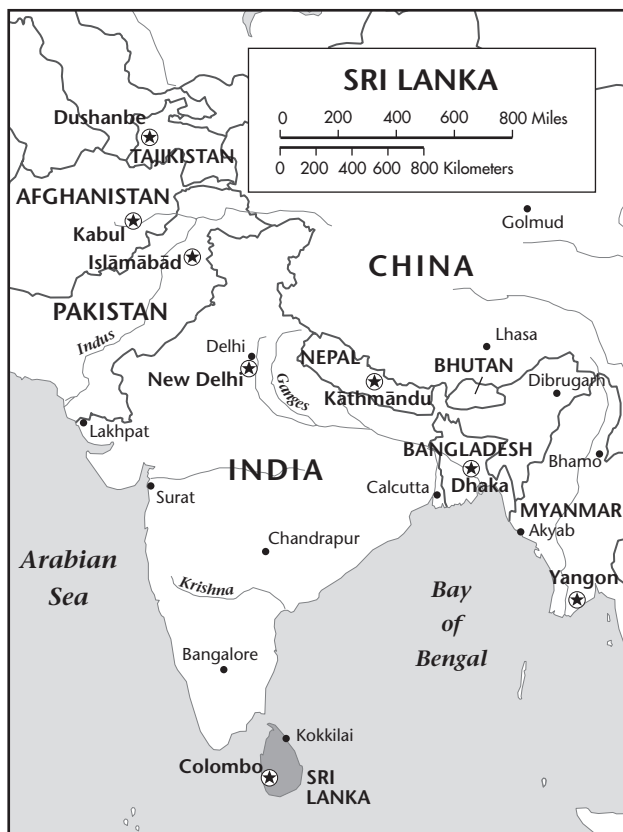 SRI LANKA
0 200 400 600 800 Miles
0 200 400 600 800 Kilometers
Dushanbe
TAJIKISTAN
AFGHANISTAN
Kabul
Islāmābād
Golmud
CHINA
PAKISTAN
Indus
Delhi
New Delhi
Ganges
NEPAL
Kathmāndu
Lhasa
BHUTAN
Dibrugarh
Lakhpat
INDIA
BANGLADESH
Dhaka
Bhamo
Surat
Calcutta
MYANMAR
Akyab
Chandrapur
Arabian
Sea
Krishna
Yangon
Bay
of
Bengal
Bangalore
Kokkilai
Colombo
SRI
LANKA